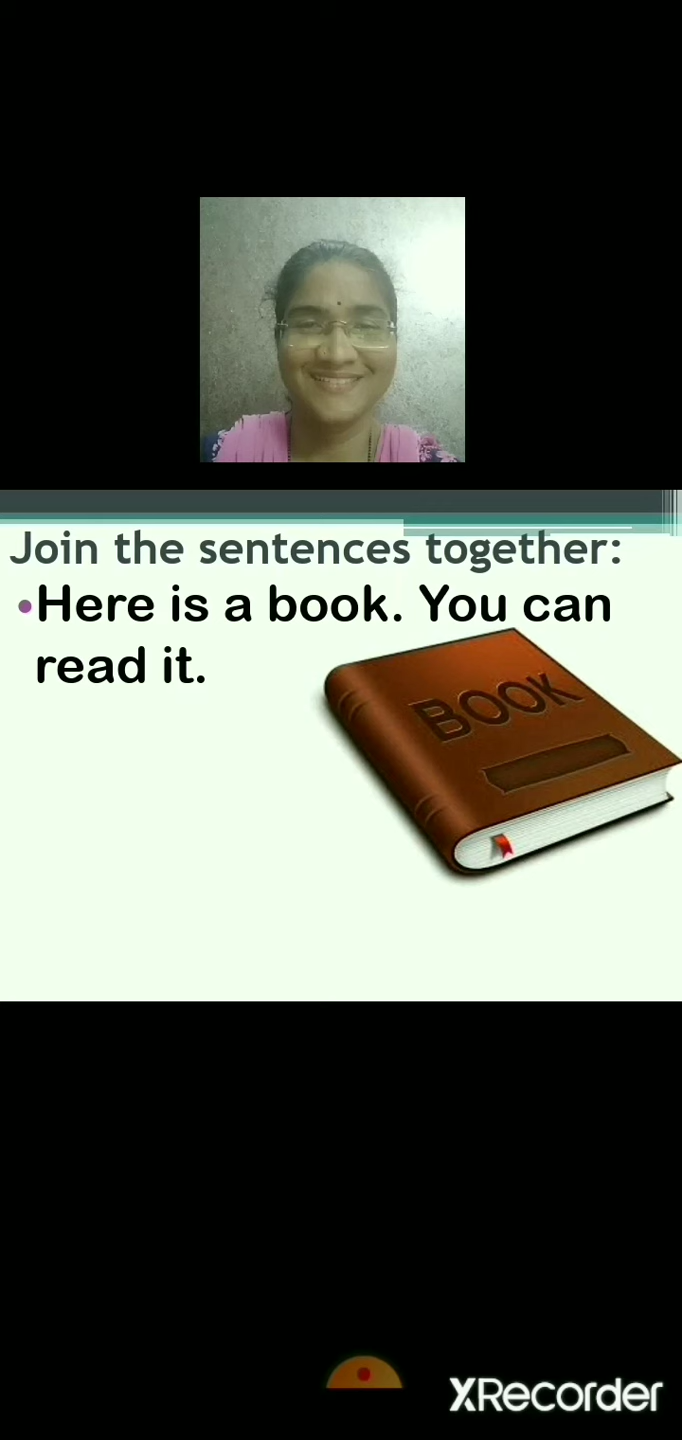 Join the sentences together:
•Here is a book. You can
read it.
BOOK
XRecorder